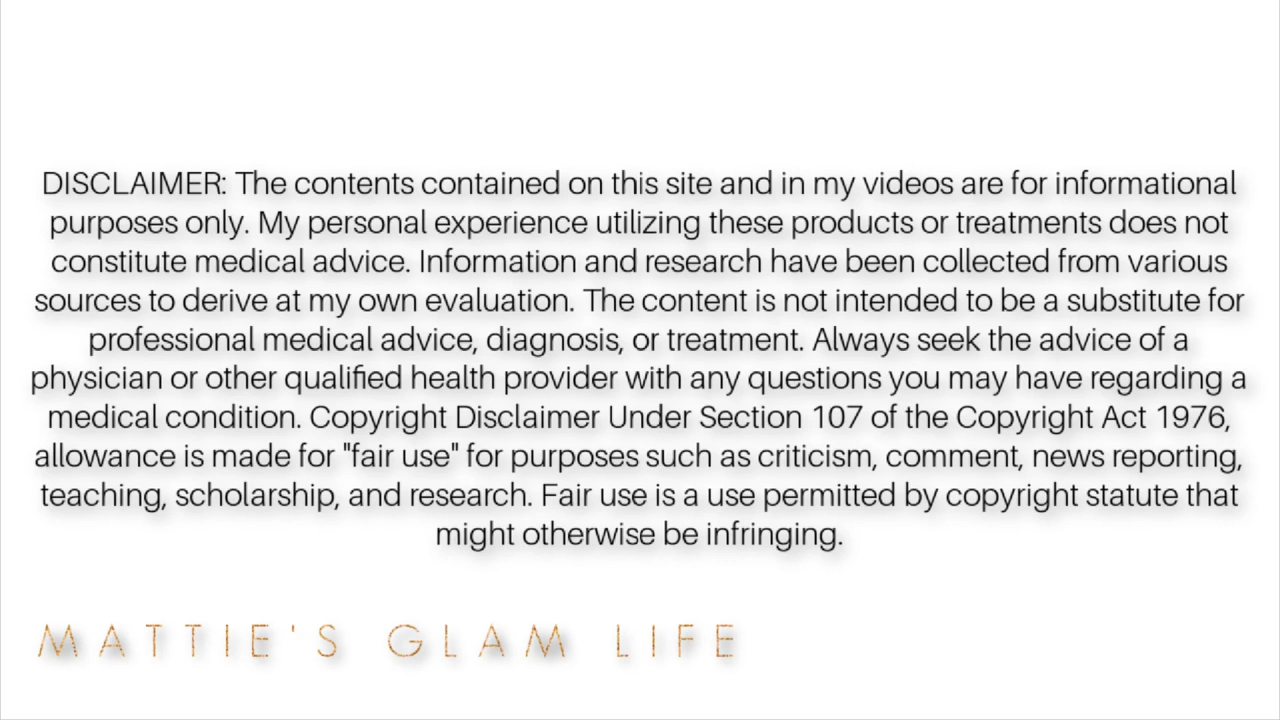 DISCLAIMER: The contents contained on this site and in my videos are for informational
purposes only. My personal experience utilizing these products or treatments does not
constitute medical advice. Information and research have been collected from various
sources to derive at my own evaluation. The content is not intended to be a substitute for
professional medical advice, diagnosis, or treatment. Always seek the advice of a
physician or other qualified health provider with any questions you may have regarding a
medical condition. Copyright Disclaimer Under Section 107 of the Copyright Act 1976,
allowance is made for "fair use" for purposes such as criticism, comment, news reporting,
teaching, scholarship, and research. Fair use is a use permitted by copyright statute that
might otherwise be infringing.
MATTIE'S GLAM LIFE